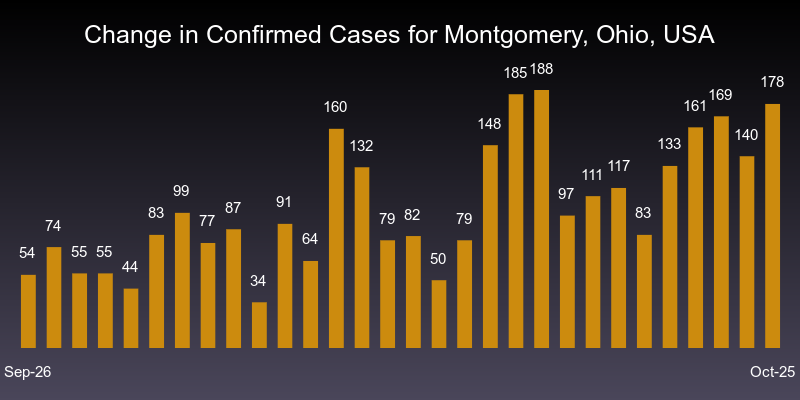 Change in Confirmed Cases for Montgomery, Ohio, USA
54 74 55 55 44 83 99 77 87 34 91 64 160 132 79 82 50 79 148 185 188 97 111 117 83 133 161 169 140 178
Sep-26 Oct-25